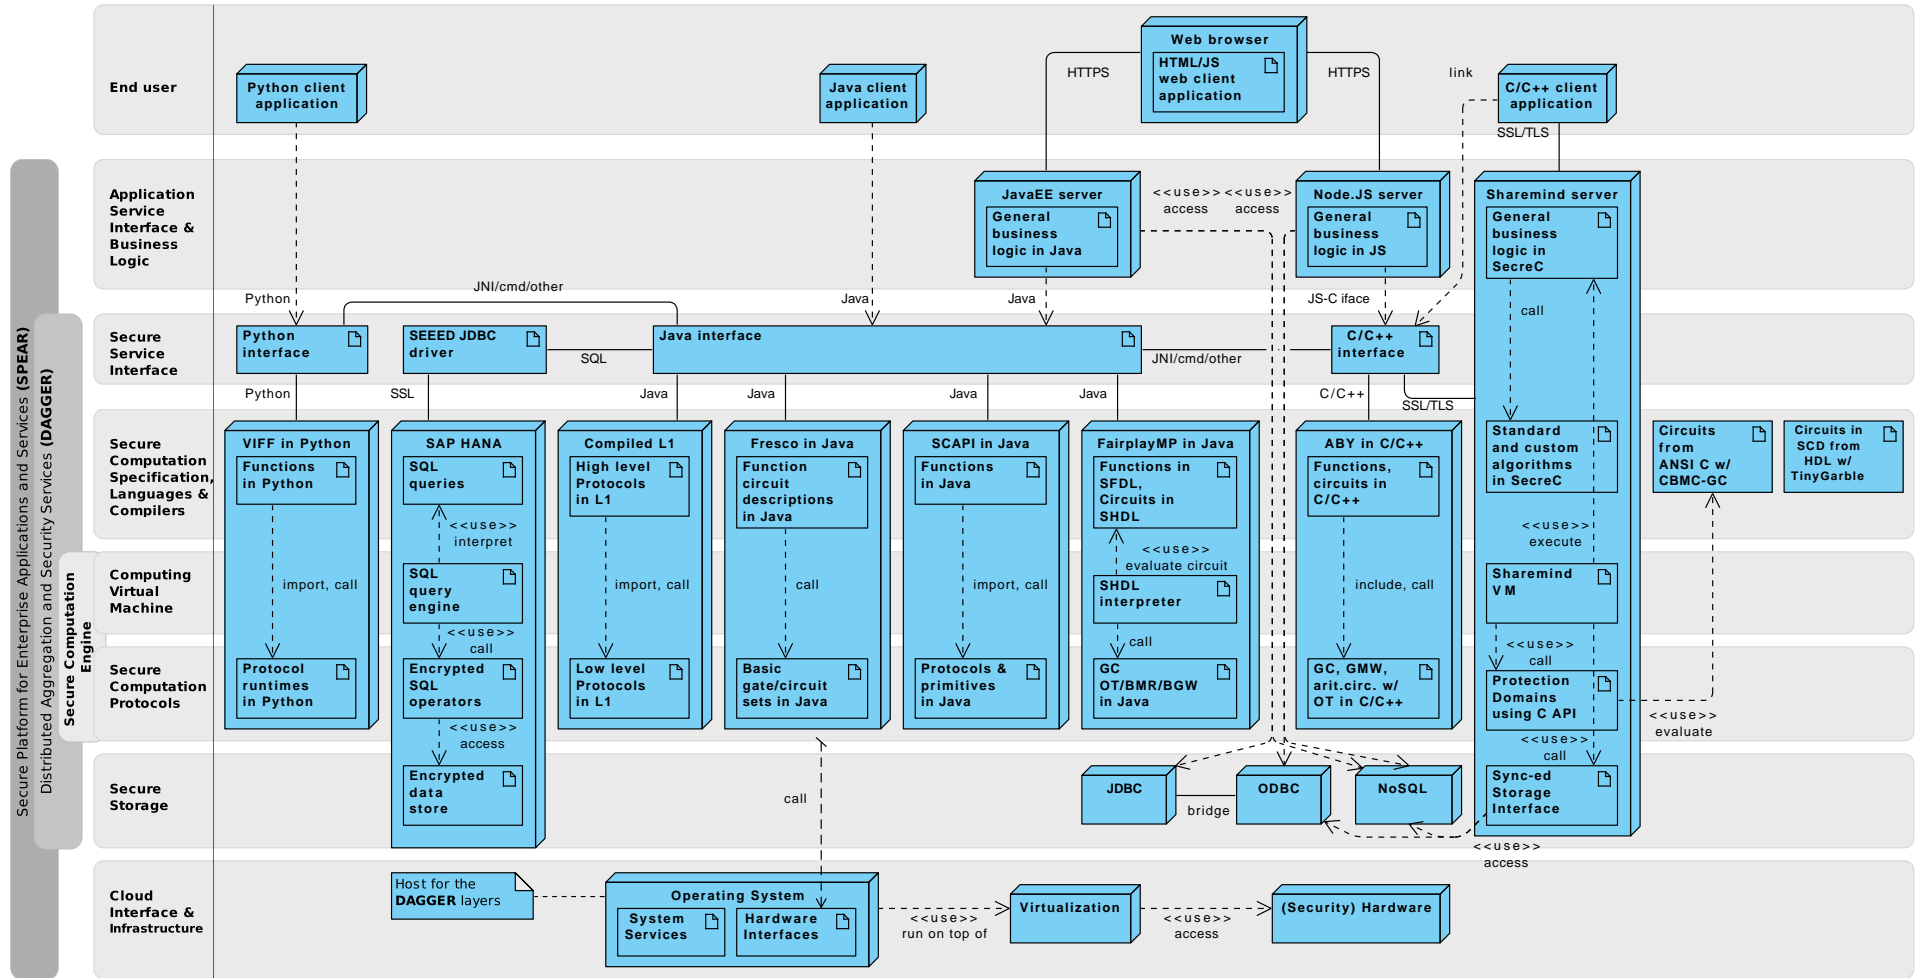 Secure Platform for Enterprise Applications and Services (SPEAR)
Distributed Aggregation and Security Services (DAGGER)
Secure Computation
Engine
End user
Python client
application
Java client
application
Web browser
HTML/JS
web client
application
HTTPS
HTTPS
link
C/C++ client
application
SSL/TLS
Application
Service
Interface &
Business
Logic
JavaEE server
General
business
logic in Java
<<use>>
access
<<use>>
access
Node.JS server
General
business
logic in JS
Sharemind server
General
business
logic in
SecreC
call
Python
JNI/cmd/other
Java
Java
JS-C iface
Secure
Service
Interface
Python
interface
SEEED JDBC
driver
SQL
Java interface
JNI/cmd/other
C/C++
interface
Python
SSL
Java
Java
Java
Java
C/C++
SSL/TLS
Secure
Computation
Specification,
Languages &
Compilers
VIFF in Python
Functions
in Python
import, call
SAP HANA
SQL
queries
<<use>>
interpret
Compiled L1
High level
Protocols
in L1
import, call
Fresco in Java
Function
circuit
descriptions
in Java
call
SCAPI in Java
Functions
in Java
import, call
FairplayMP in Java
Functions in
SFDL,
Circuits in
SHDL
<<use>>
evaluate circuit
ABY in C/C++
Functions,
circuits in
C/C++
include, call
Standard
and custom
algorithms
in SecreC
<<use>>
execute
Circuits
from
ANSI C w/
CBMC-GC
Circuits in
SCD from
HDL w/
TinyGarble
Computing
Virtual
Machine
SQL
query
engine
<<use>>
call
SHDL
interpreter
call
Sharemind
VM
<<use>>
call
Secure
Computation
Protocols
Protocol
runtimes
in Python
Encrypted
SQL
operators
<<use>>
access
Low level
Protocols
in L1
Basic
gate/circuit
sets in Java
Protocols &
primitives
in Java
GC
OT/BMR/BGW
in Java
GC, GMW,
arit.circ. w/
OT in C/C++
Protection
Domains
using C API
<<use>>
call
<<use>>
evaluate
Secure
Storage
Encrypted
data
store
call
JDBC
bridge
ODBC
NoSQL
Sync-ed
Storage
Interface
<<use>>
access
Cloud
Interface &
Infrastructure
Host for the
DAGGER layers
Operating System
System
Services
Hardware
Interfaces
<<use>>
run on top of
Virtualization
<<use>>
access
(Security) Hardware